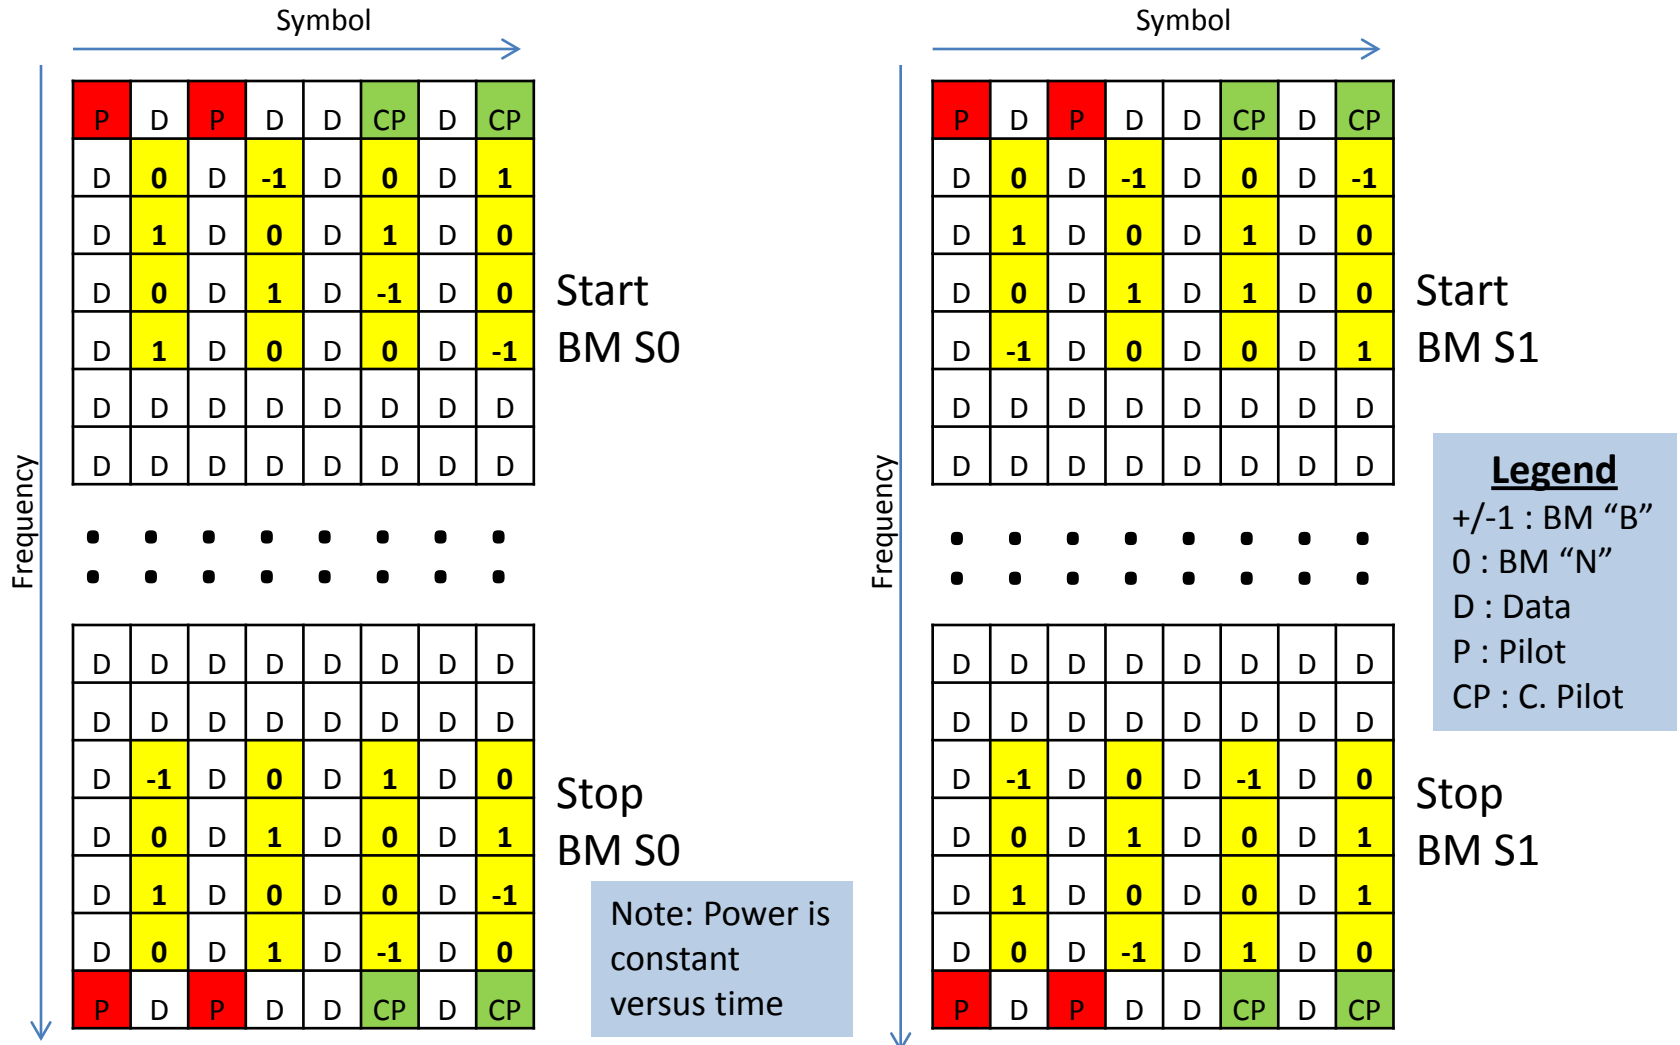 Symbol
P D P D D CP D CP
D 0 D -1 D 0 D 1
D 1 D 0 D 1 D 0
D 0 D 1 D -1 D 0
D 1 D 0 D 0 D -1
D D D D D D D D
D D D D D D D D
Start
BM S0
Frequency
D D D D D D D D
D D D D D D D D
D -1 D 0 D 1 D 0
D 0 D 1 D 0 D 1
D 1 D 0 D 0 D -1
D 0 D 1 D -1 D 0
P D P D D CP D CP
Stop
BM S0
Note: Power is
constant
versus time
Symbol
P D P D D CP D CP
D 0 D -1 D 0 D -1
D 1 D 0 D 1 D 0
D 0 D 1 D 1 D 0
D -1 D 0 D 0 D 1
D D D D D D D D
D D D D D D D D
Start
BM S1
Frequency
D D D D D D D D
D D D D D D D D
D -1 D 0 D -1 D 0
D 0 D 1 D 0 D 1
D 1 D 0 D 0 D 1
D 0 D -1 D 1 D 0
P D P D D CP D CP
Stop
BM S1
Legend
+/-1 : BM “B”
0 : BM “N”
D : Data
P : Pilot
CP : C. Pilot